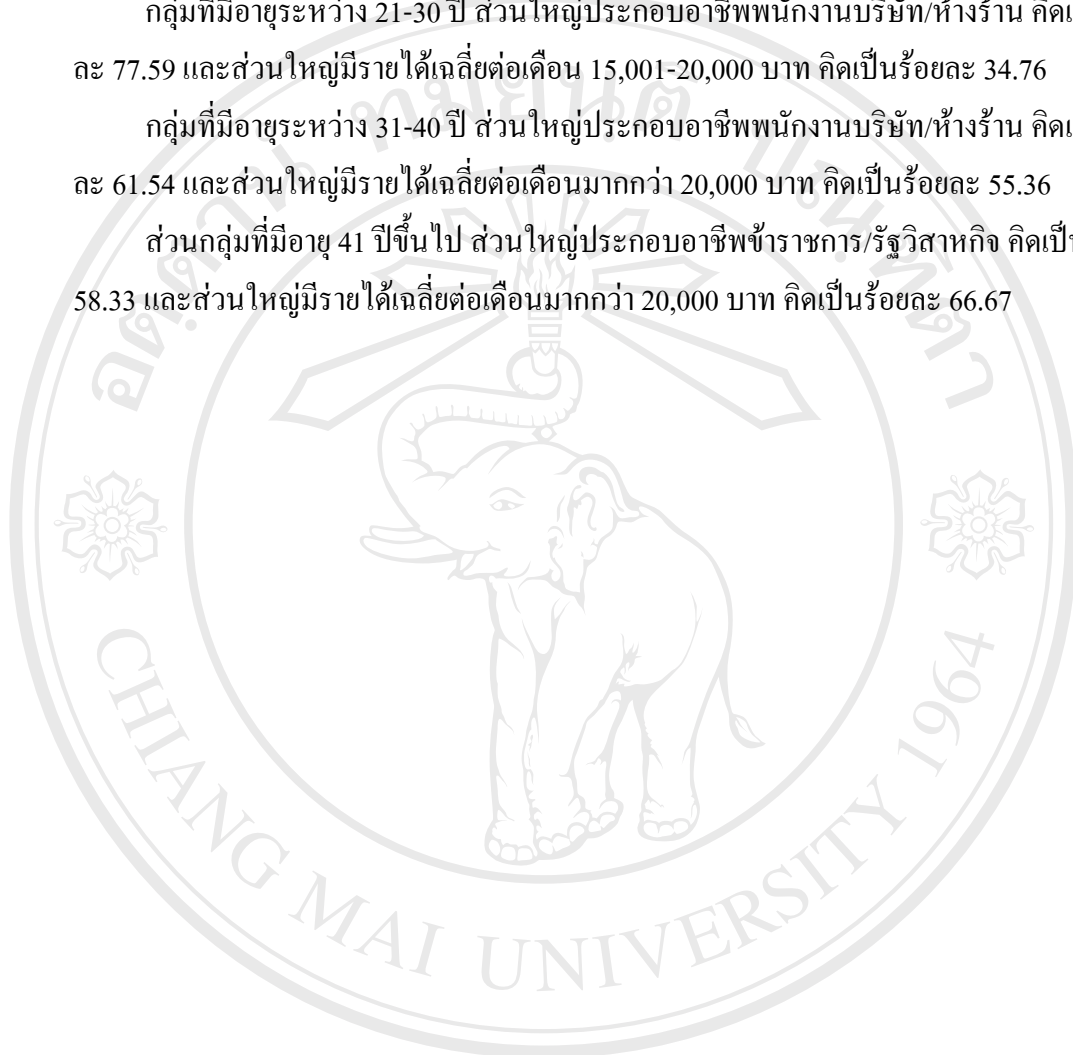 กลุ่มที่มีอายุระหว่าง 21-30 ปี ส่วนใหญ่ประกอบอาชีพพนักงานบริษัท/ห้างร้าน
ละ 77.59 และส่วนใหญ่มีรายได้เฉลี่ยต่อเดือน 15,001-20,000 บาท คิดเป็นร้อยละ 34.76
กลุ่มที่มีอายุระหว่าง 31-40 ปี ส่วนใหญ่ประกอบอาชีพพนักงานบริษัท/ห้างร้าน
ละ 61.54 และส่วนใหญ่มีรายได้เฉลี่ยต่อเดือนมากกว่า 20,000 บาท คิดเป็นร้อยละ 55.36
ส่วนกลุ่มที่มีอายุ 41 ปีขึ้นไป ส่วนใหญ่ประกอบอาชีพข้าราชการ/รัฐวิสาหกิจ คิดเป็น
58.33 และส่วนใหญ่มีรายได้เฉลี่ยต่อเดือนมากกว่า 20,000 บาท คิดเป็นร้อยละ 66.67
อตฺตานํ ทมยนฺติ ปณฺฑิตา
CHIANG MAI UNIVERSITY 1964